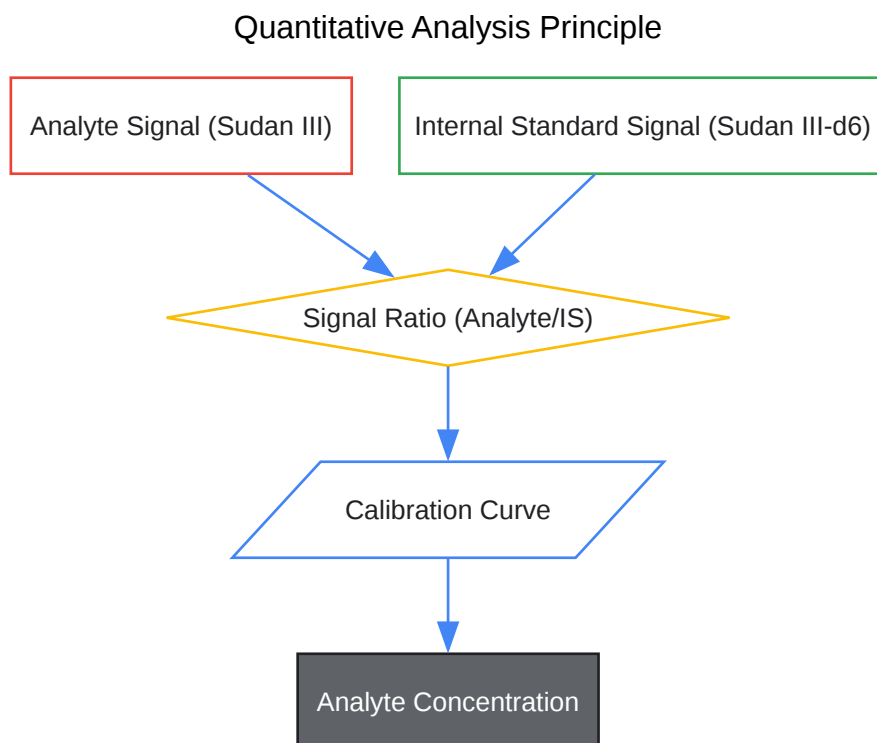 Quantitative Analysis Principle
Analyte Signal (Sudan III)
Internal Standard Signal (Sudan III-d6)
Signal Ratio (Analyte/IS)
Calibration Curve
Analyte Concentration